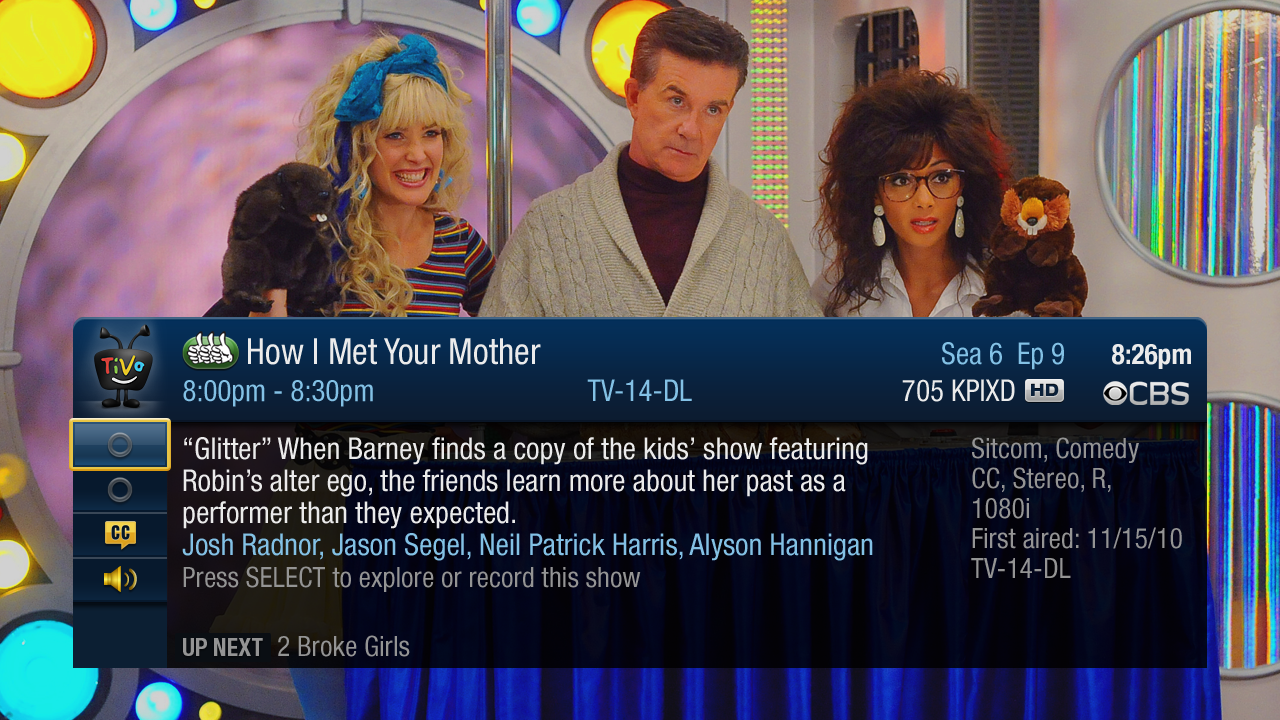 TiVo
How I Met Your Mother Sea 6 Ep 9 8:26pm
8:00pm - 8:30pm TV-14-DL 705 KPIXD HD CBS
“Glitter” When Barney finds a copy of the kids’ show featuring
Robin’s alter ego, the friends learn more about her past as a
performer than they expected.
Josh Radnor, Jason Segel, Neil Patrick Harris, Alyson Hannigan
Press SELECT to explore or record this show
Sitcom, Comedy
CC, Stereo, R,
1080i
First aired: 11/15/10
TV-14-DL
CC
UP NEXT 2 Broke Girls